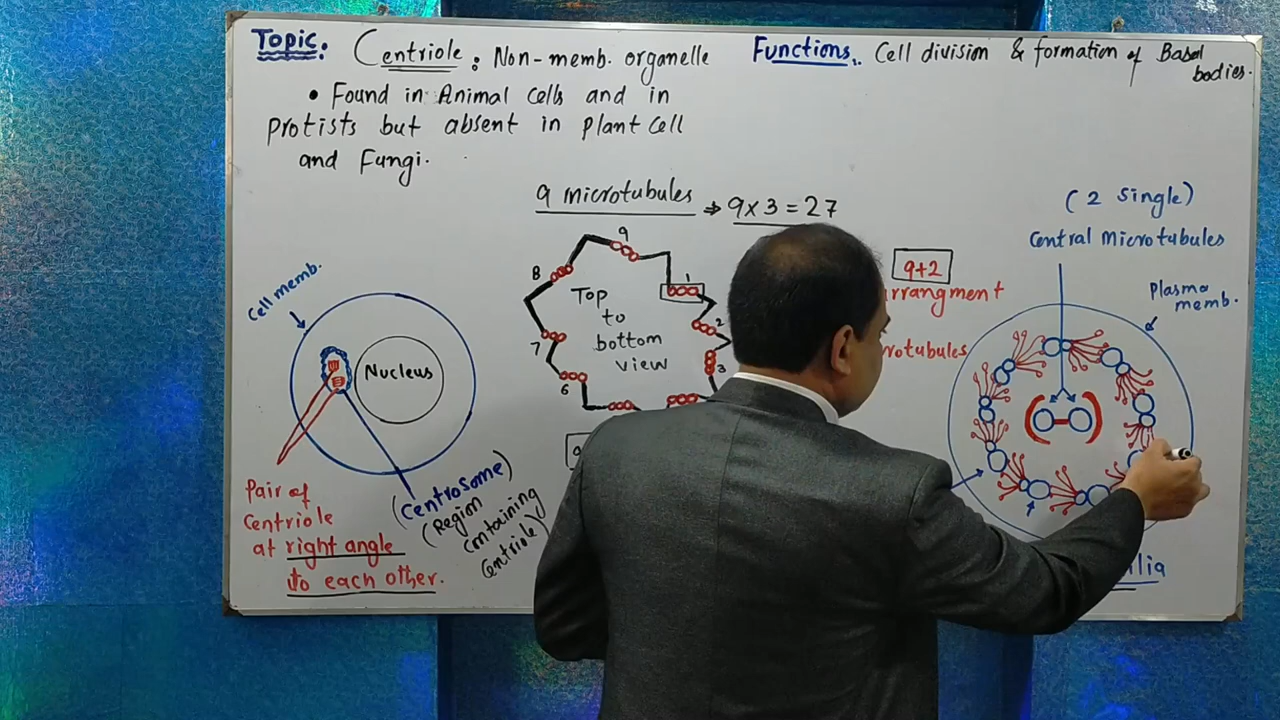 Topic: Centriole: Non-memb. organelle
• Found in Animal cells and in
protists but absent in plant cell
and Fungi.
Functions: Cell division & formation of Basal
bodies.
9 microtubules ⇒ 9x3=27
9
8
1
2
3
7
6
Top
to
bottom
view
Cell memb.
Nucleus
Pair of
Centriole
at right angle
to each other.
(Centrosome)
(Region
containing
Centriole)
(2 single)
Central Microtubules
9+2
Plasma
memb.